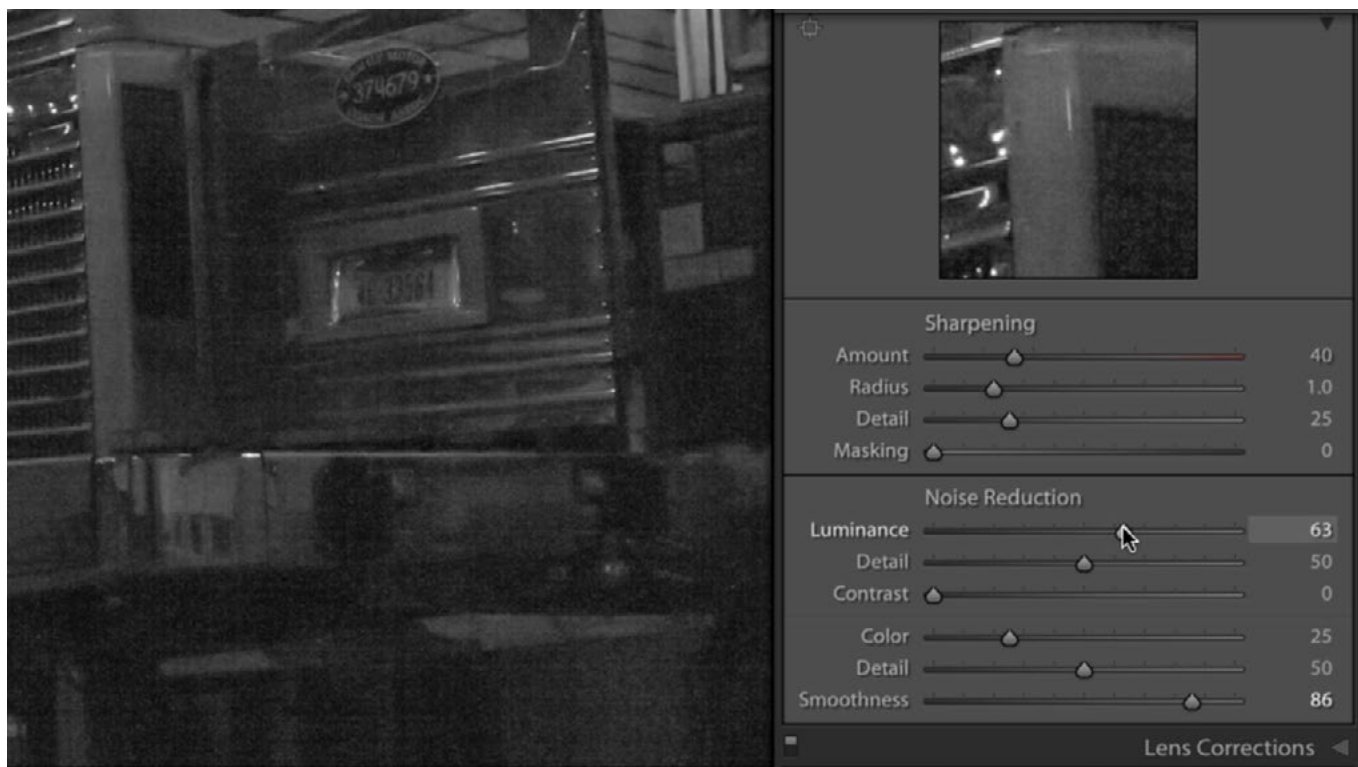 374679
Sharpening
Amount 40
Radius 1.0
Detail 25
Masking 0
Noise Reduction
Luminance 63
Detail 50
Contrast 0
Color 25
Detail 50
Smoothness 86
Lens Corrections